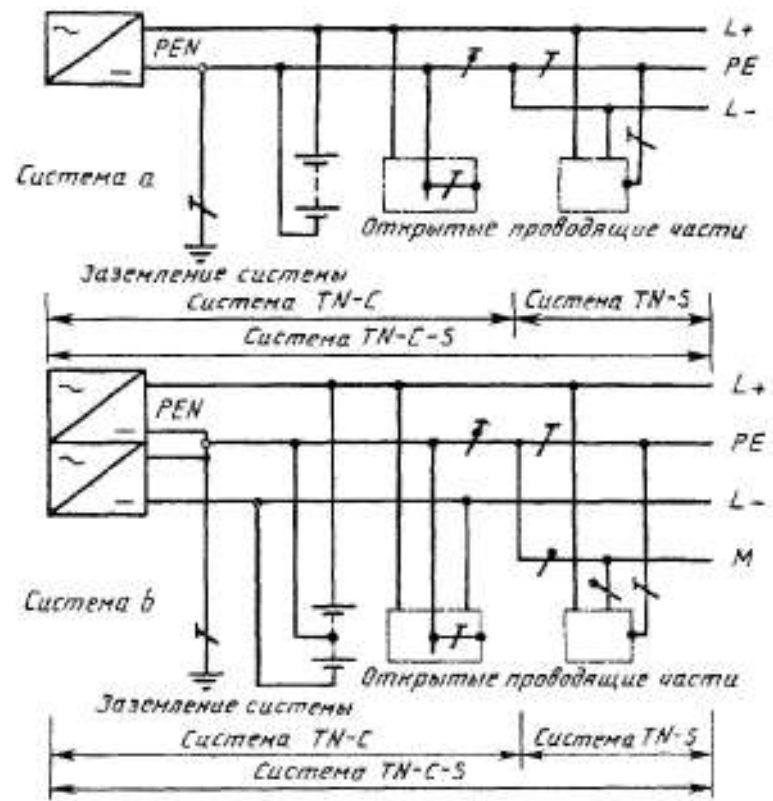 L+
PEN
PE
L-
Система а
Открытые проводящие части
Заземление системы
Система TN-C
Система TN-S
Система TN-C-S
L+
PEN
PE
L-
M
Система b
Открытые проводящие части
Заземление системы
Система TN-C
Система TN-S
Система TN-C-S